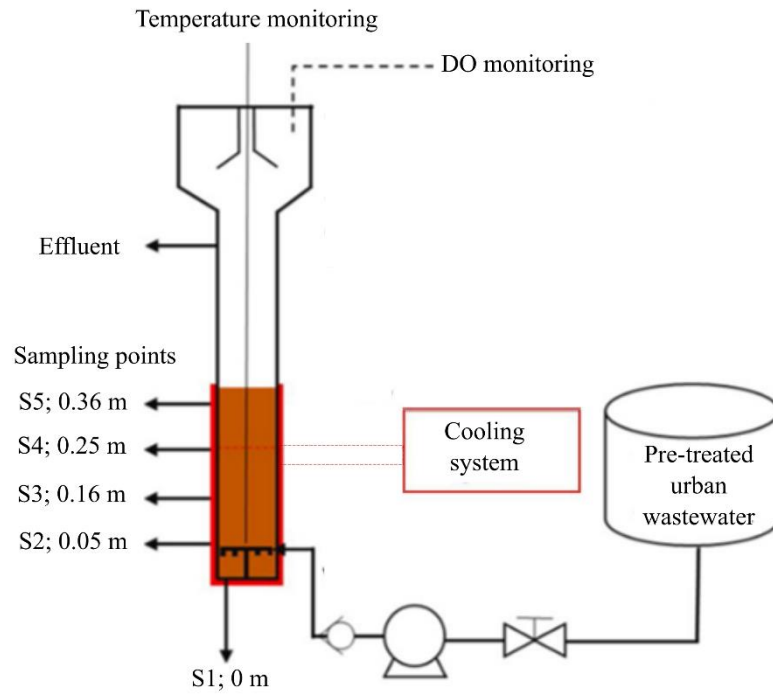 Temperature monitoring
DO monitoring
Effluent
Sampling points
S5; 0.36 m
S4; 0.25 m
S3; 0.16 m
S2; 0.05 m
S1; 0 m
Cooling
system
Pre-treated
urban
wastewater